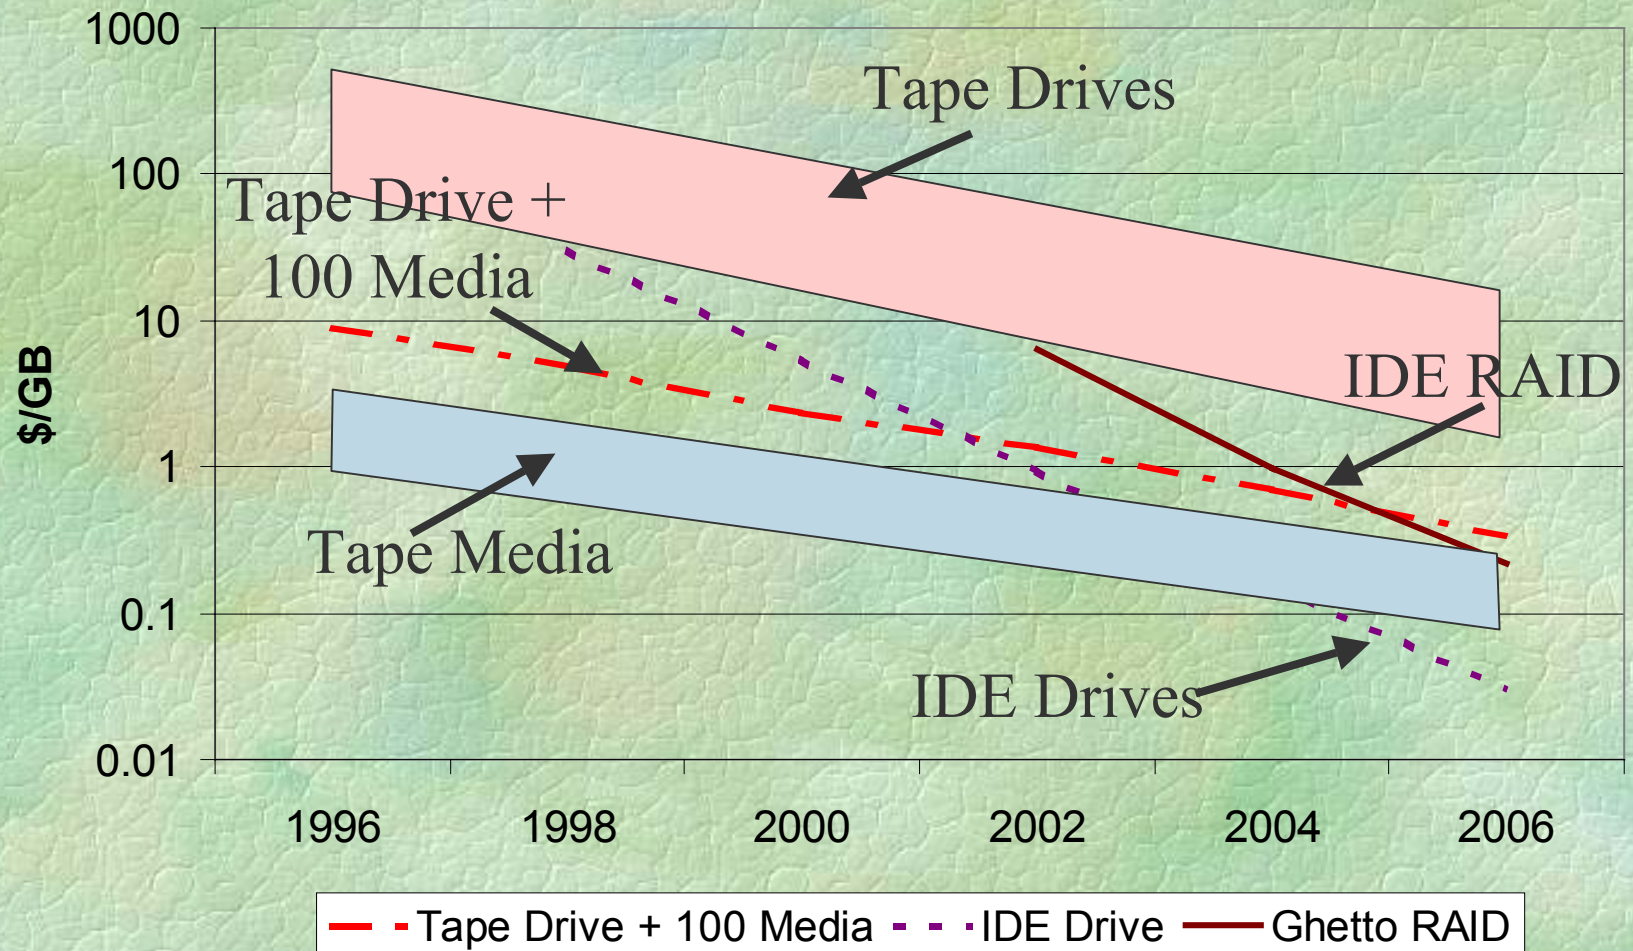 1000
100
10
1
0.1
0.01
$/GB
Tape Drives
Tape Drive +
100 Media
IDE RAID
Tape Media
IDE Drives
1996 1998 2000 2002 2004 2006
Tape Drive + 100 Media IDE Drive Ghetto RAID